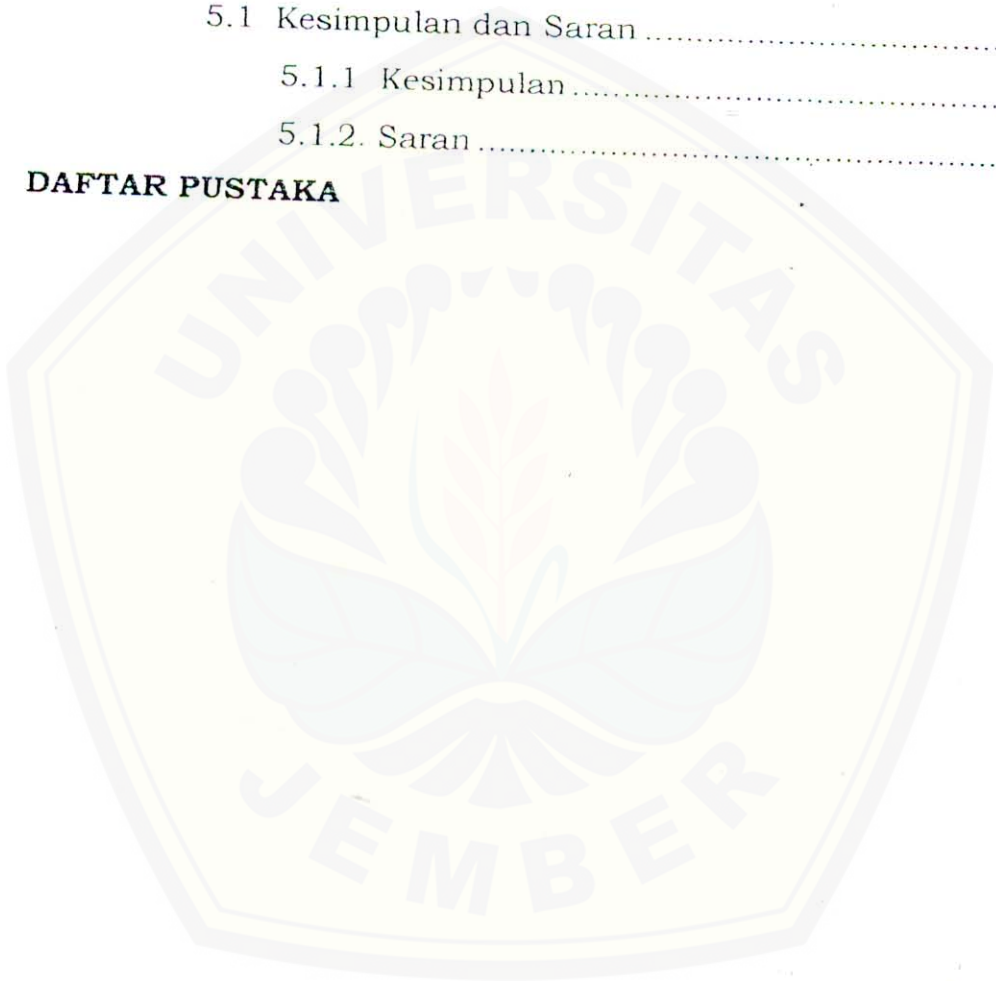 5.1 Kesimpulan dan Saran ........................................
5.1.1 Kesimpulan ................................................
5.1.2. Saran ..........................................................
DAFTAR PUSTAKA
UNIVERSITAS
JEMBER